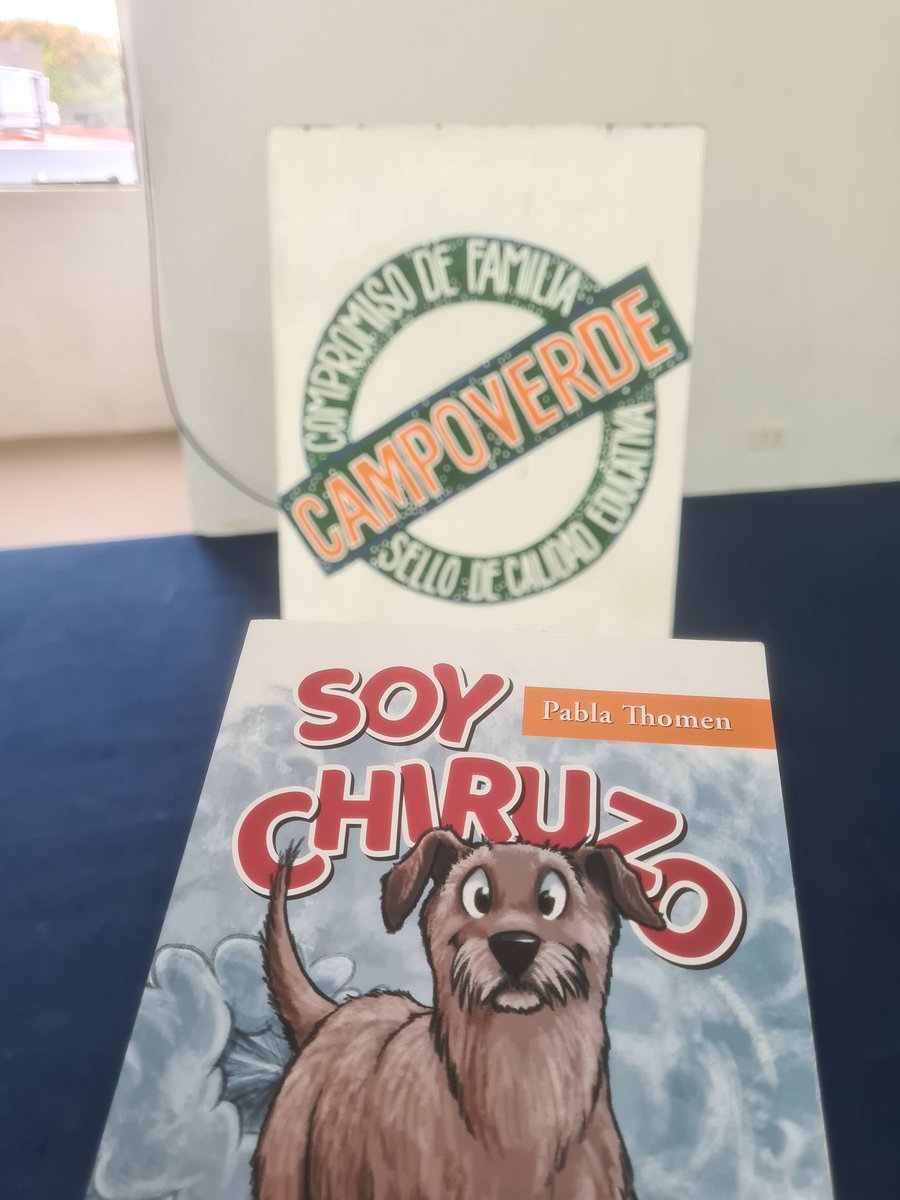 COMPROMISO DE FAMILIA
CAMPOVERDE
SELLO DE CALIDAD EDUCATIVA
SOY
Pabla Thomen
CHIRUZO